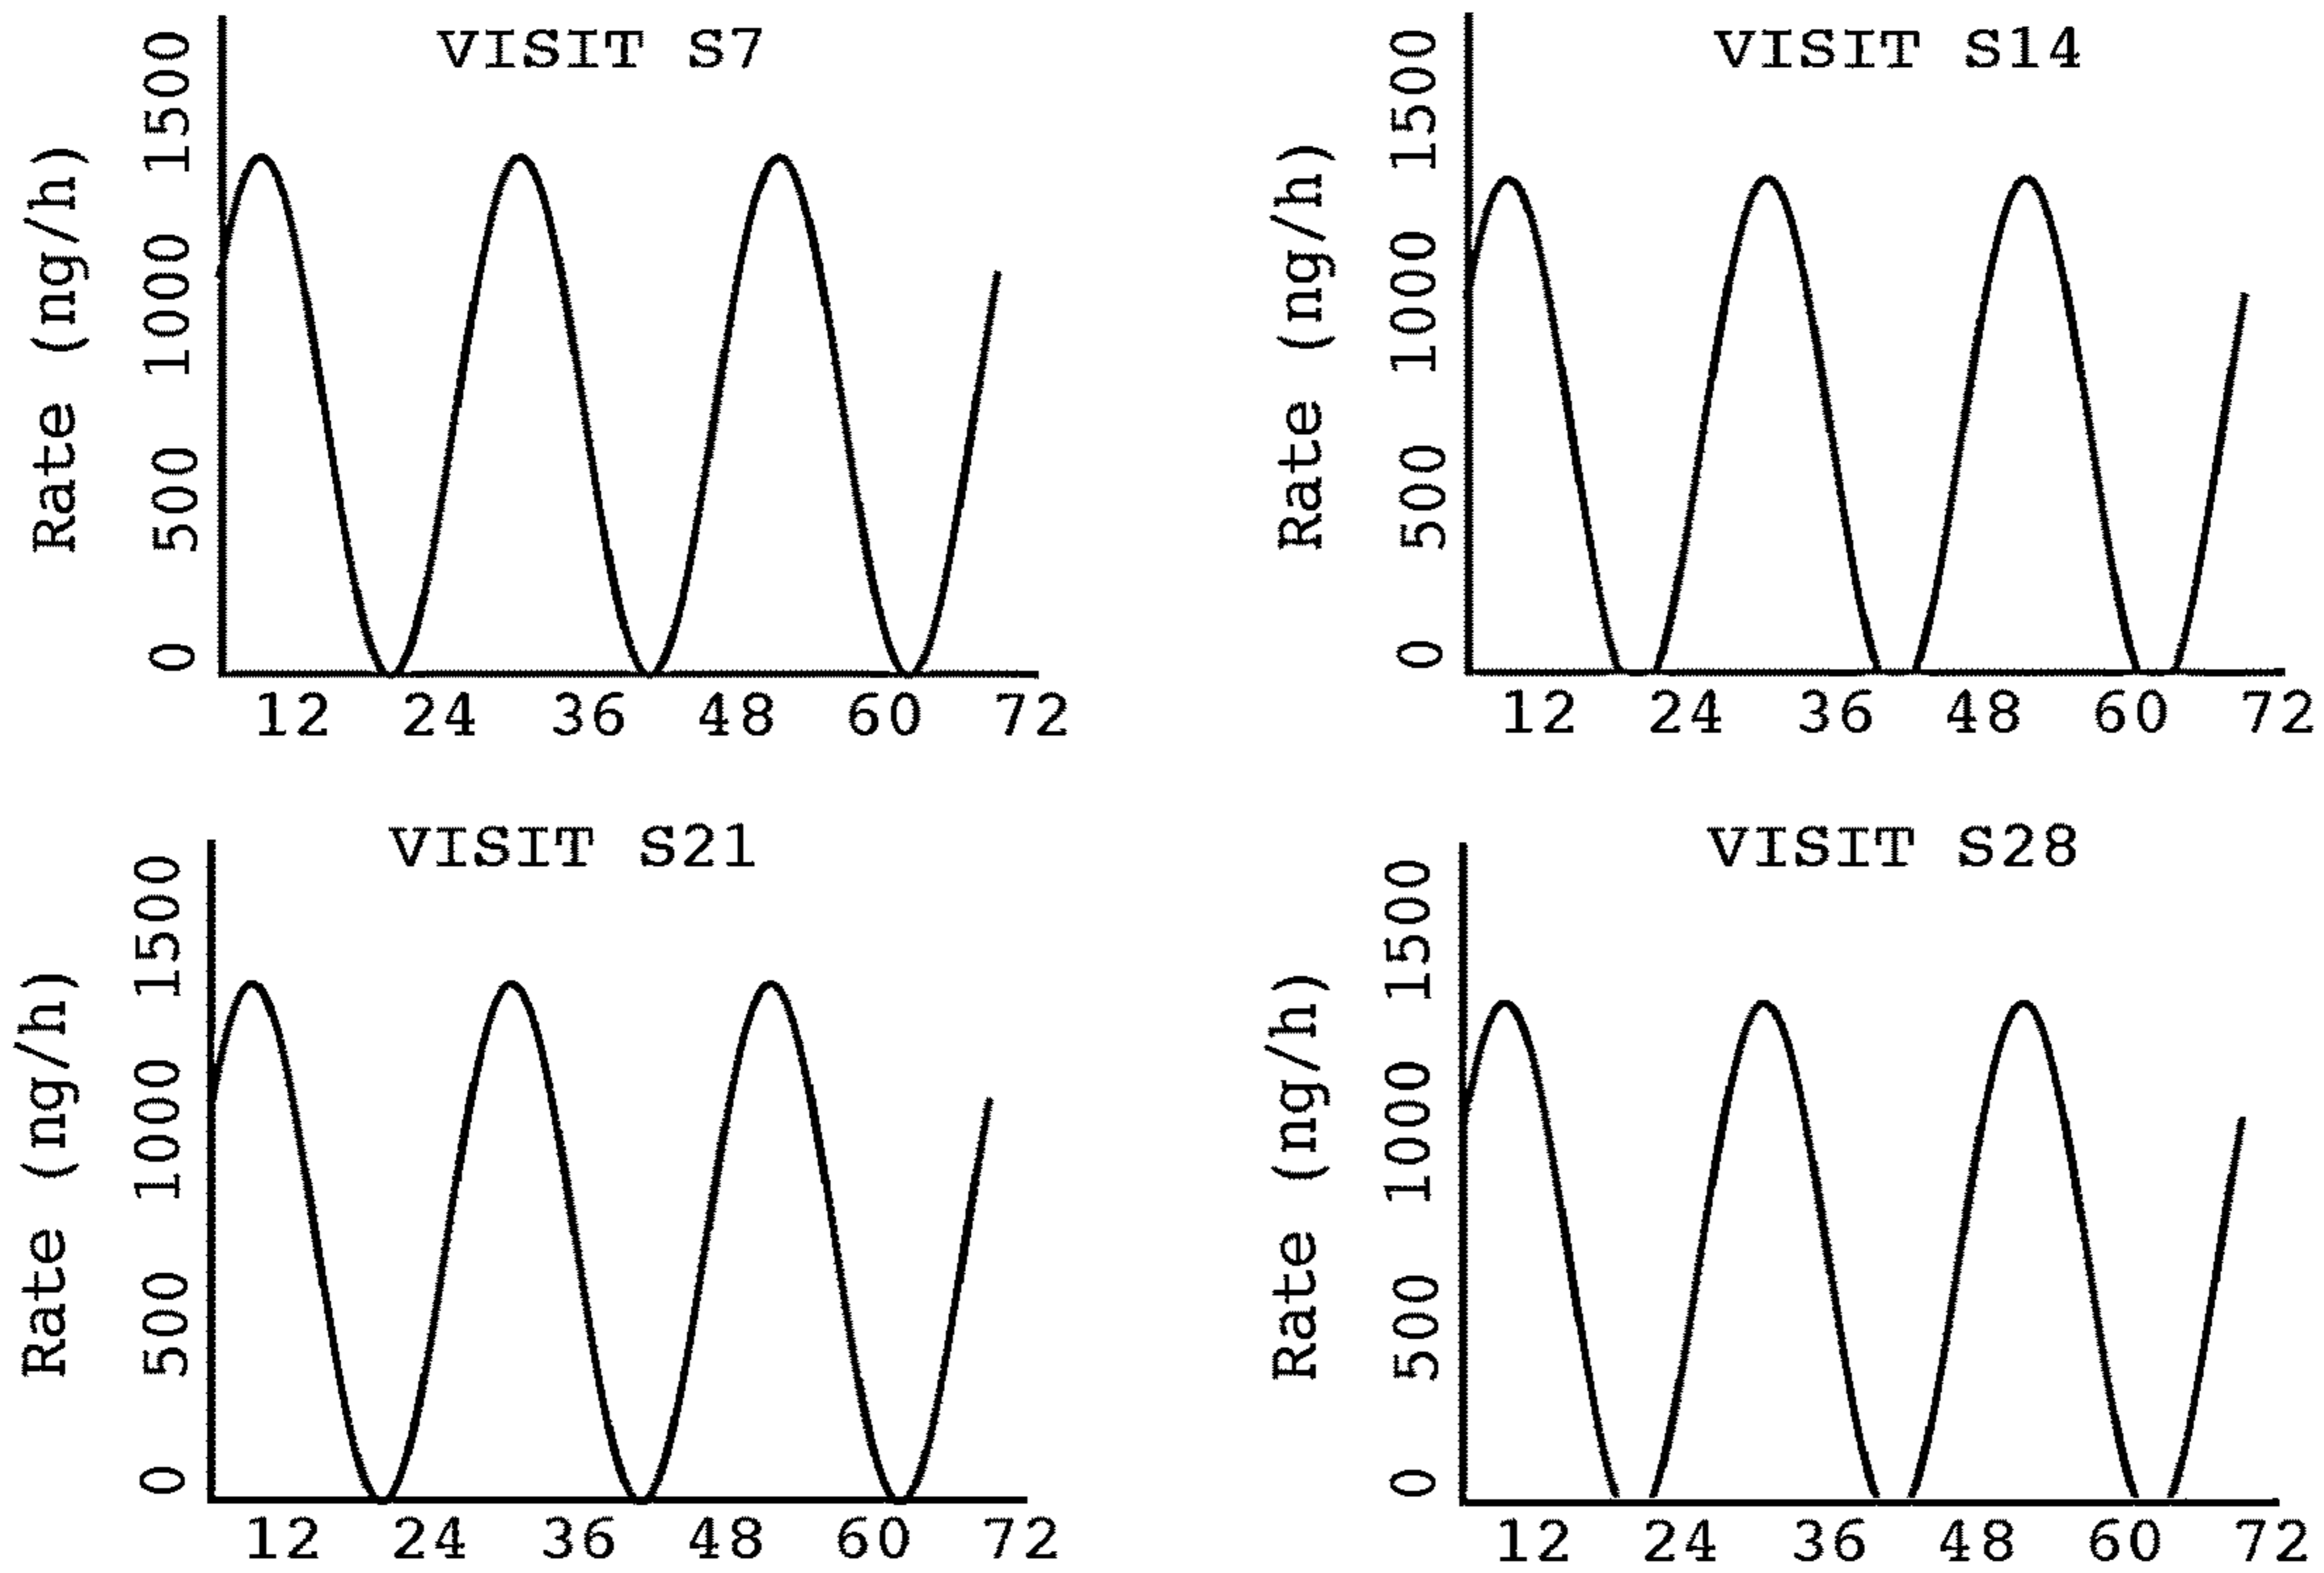 VISIT S7
Rate (ng/h)
1500
1000
500
0
12 24 36 48 60 72
VISIT S14
Rate (ng/h)
1500
1000
500
0
12 24 36 48 60 72
VISIT S21
Rate (ng/h)
1500
1000
500
0
12 24 36 48 60 72
VISIT S28
Rate (ng/h)
1500
1000
500
0
12 24 36 48 60 72